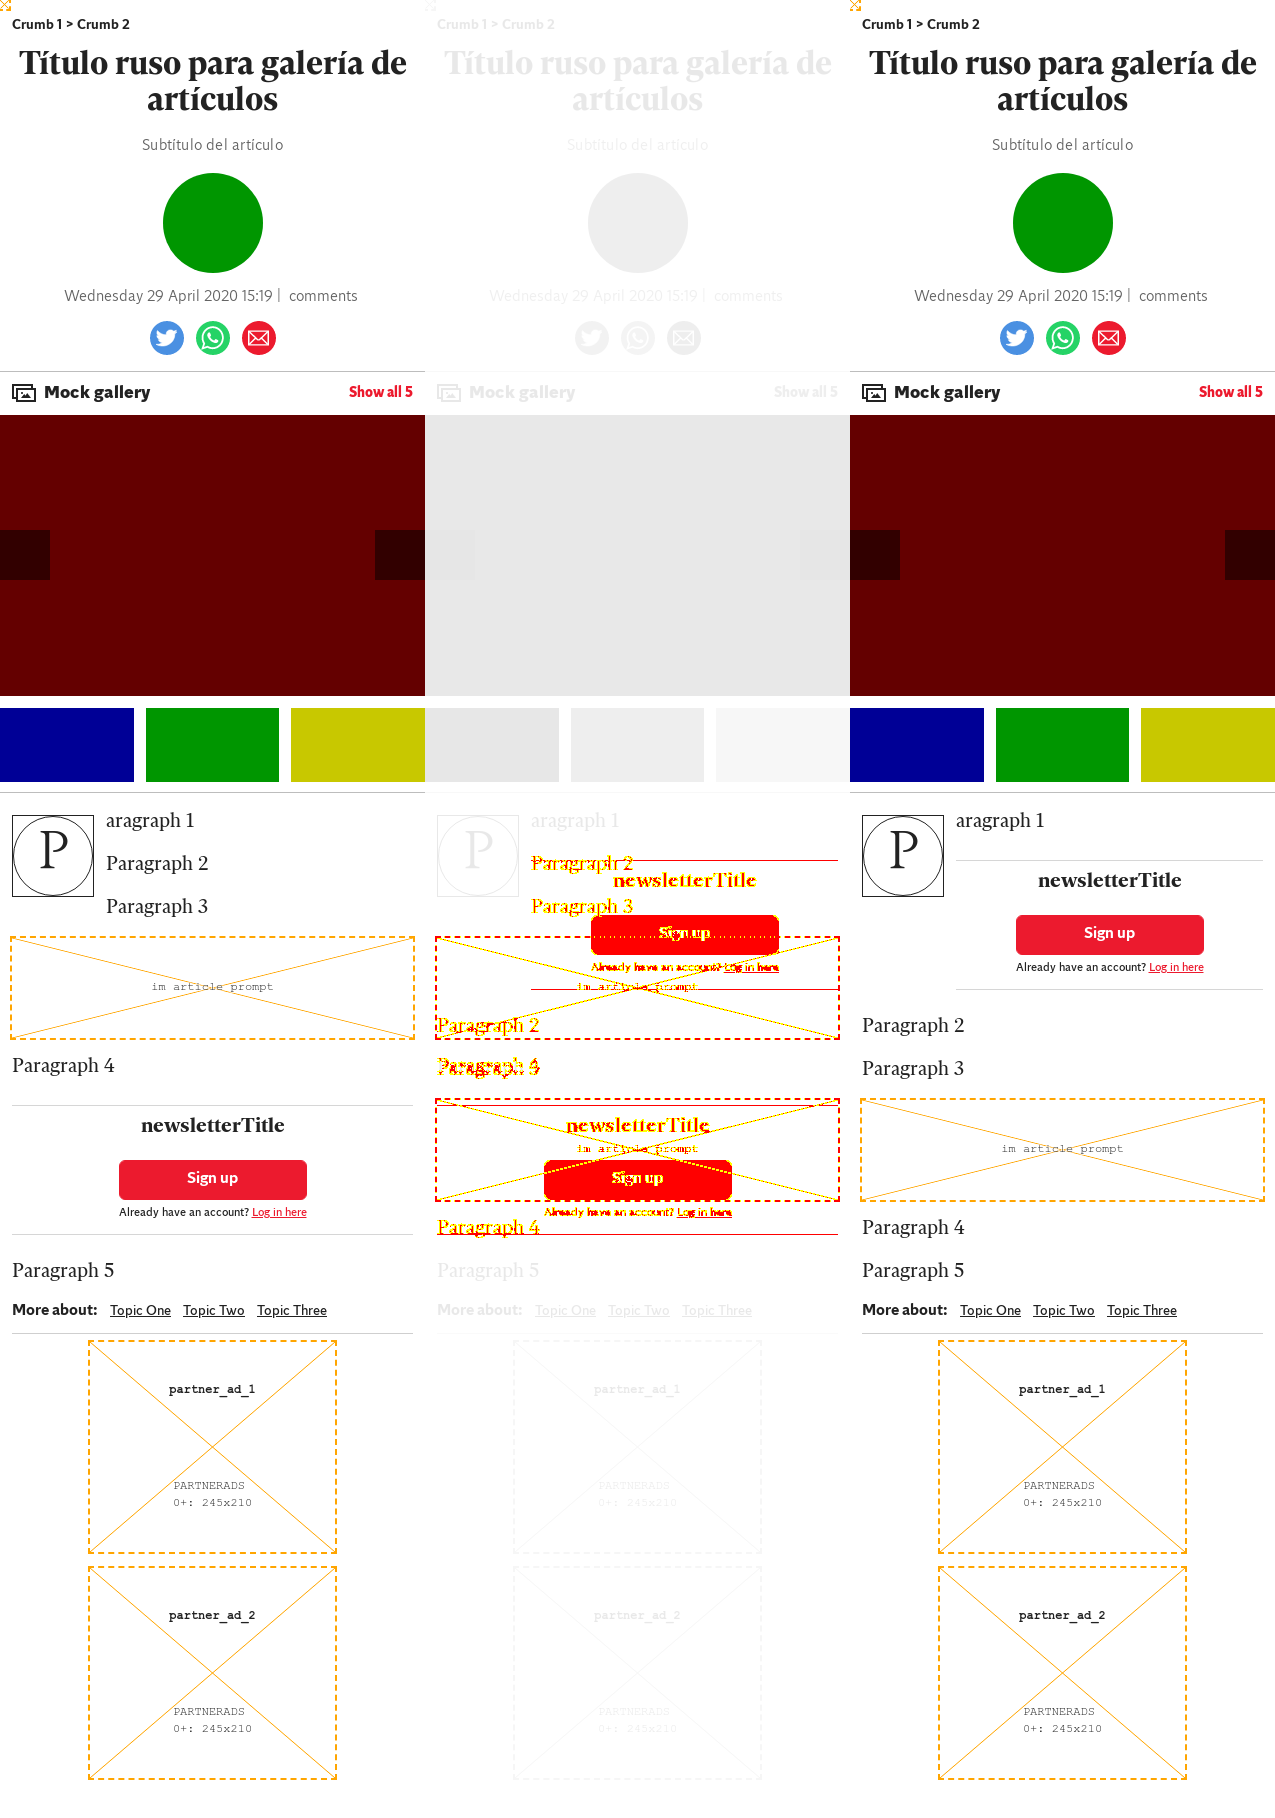 Crumb 1 > Crumb 2
Título ruso para galería de
artículos
Subtítulo del artículo
Wednesday 29 April 2020 15:19 | comments
Mock gallery
Show all 5
Paragraph 1
Paragraph 2
Paragraph 3
im article prompt
Paragraph 4
newsletterTitle
Sign up
Already have an account? Log in here
Paragraph 5
More about: Topic One Topic Two Topic Three
partner_ad_1
PARTNERADS
0+: 245x210
partner_ad_2
PARTNERADS
0+: 245x210
Crumb 1 > Crumb 2
Título ruso para galería de
artículos
Subtítulo del artículo
Wednesday 29 April 2020 15:19 | comments
Mock gallery
Show all 5
Paragraph 1
Paragraph 2
newsletterTitle
Paragraph 3
Sign up
Already have an account? Log in here
im article prompt
Paragraph 2
newsletterTitle
im article prompt
Sign up
Already have an account? Log in here
Paragraph 4
Paragraph 5
More about: Topic One Topic Two Topic Three
partner_ad_1
PARTNERADS
0+: 245x210
partner_ad_2
PARTNERADS
0+: 245x210
Crumb 1 > Crumb 2
Título ruso para galería de
artículos
Subtítulo del artículo
Wednesday 29 April 2020 15:19 | comments
Mock gallery
Show all 5
Paragraph 1
newsletterTitle
Sign up
Already have an account? Log in here
Paragraph 2
Paragraph 3
im article prompt
Paragraph 4
Paragraph 5
More about: Topic One Topic Two Topic Three
partner_ad_1
PARTNERADS
0+: 245x210
partner_ad_2
PARTNERADS
0+: 245x210